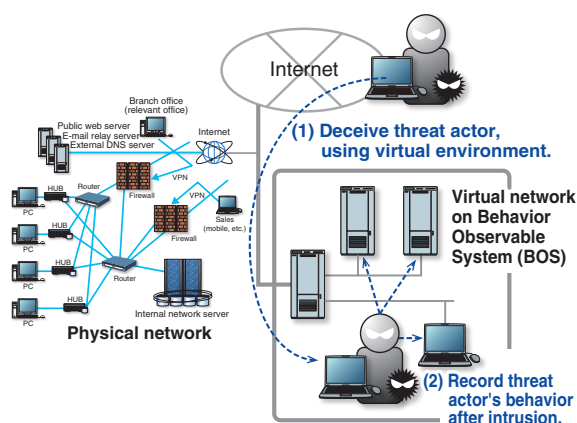 Internet
Branch office
(relevant office)
Public web server
E-mail relay server
External DNS server
Internet
(1) Deceive threat actor,
using virtual environment.
VPN
Router
Firewall
HUB
PC
VPN
Sales
(mobile, etc.)
Firewall
HUB
PC
HUB
PC
Router
HUB
PC
Internal network server
Physical network
Virtual network
on Behavior
Observable
System (BOS)
(2) Record threat
actor's behavior
after intrusion.